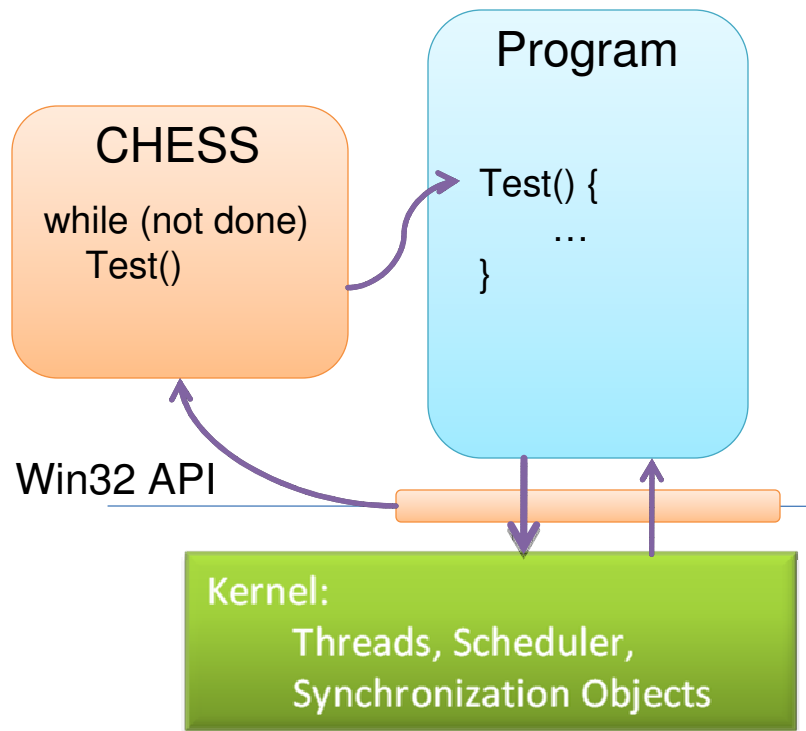 CHESS
while (not done)
Test()
Program
Test() {
...
}
Win32 API
Kernel:
Threads, Scheduler,
Synchronization Objects